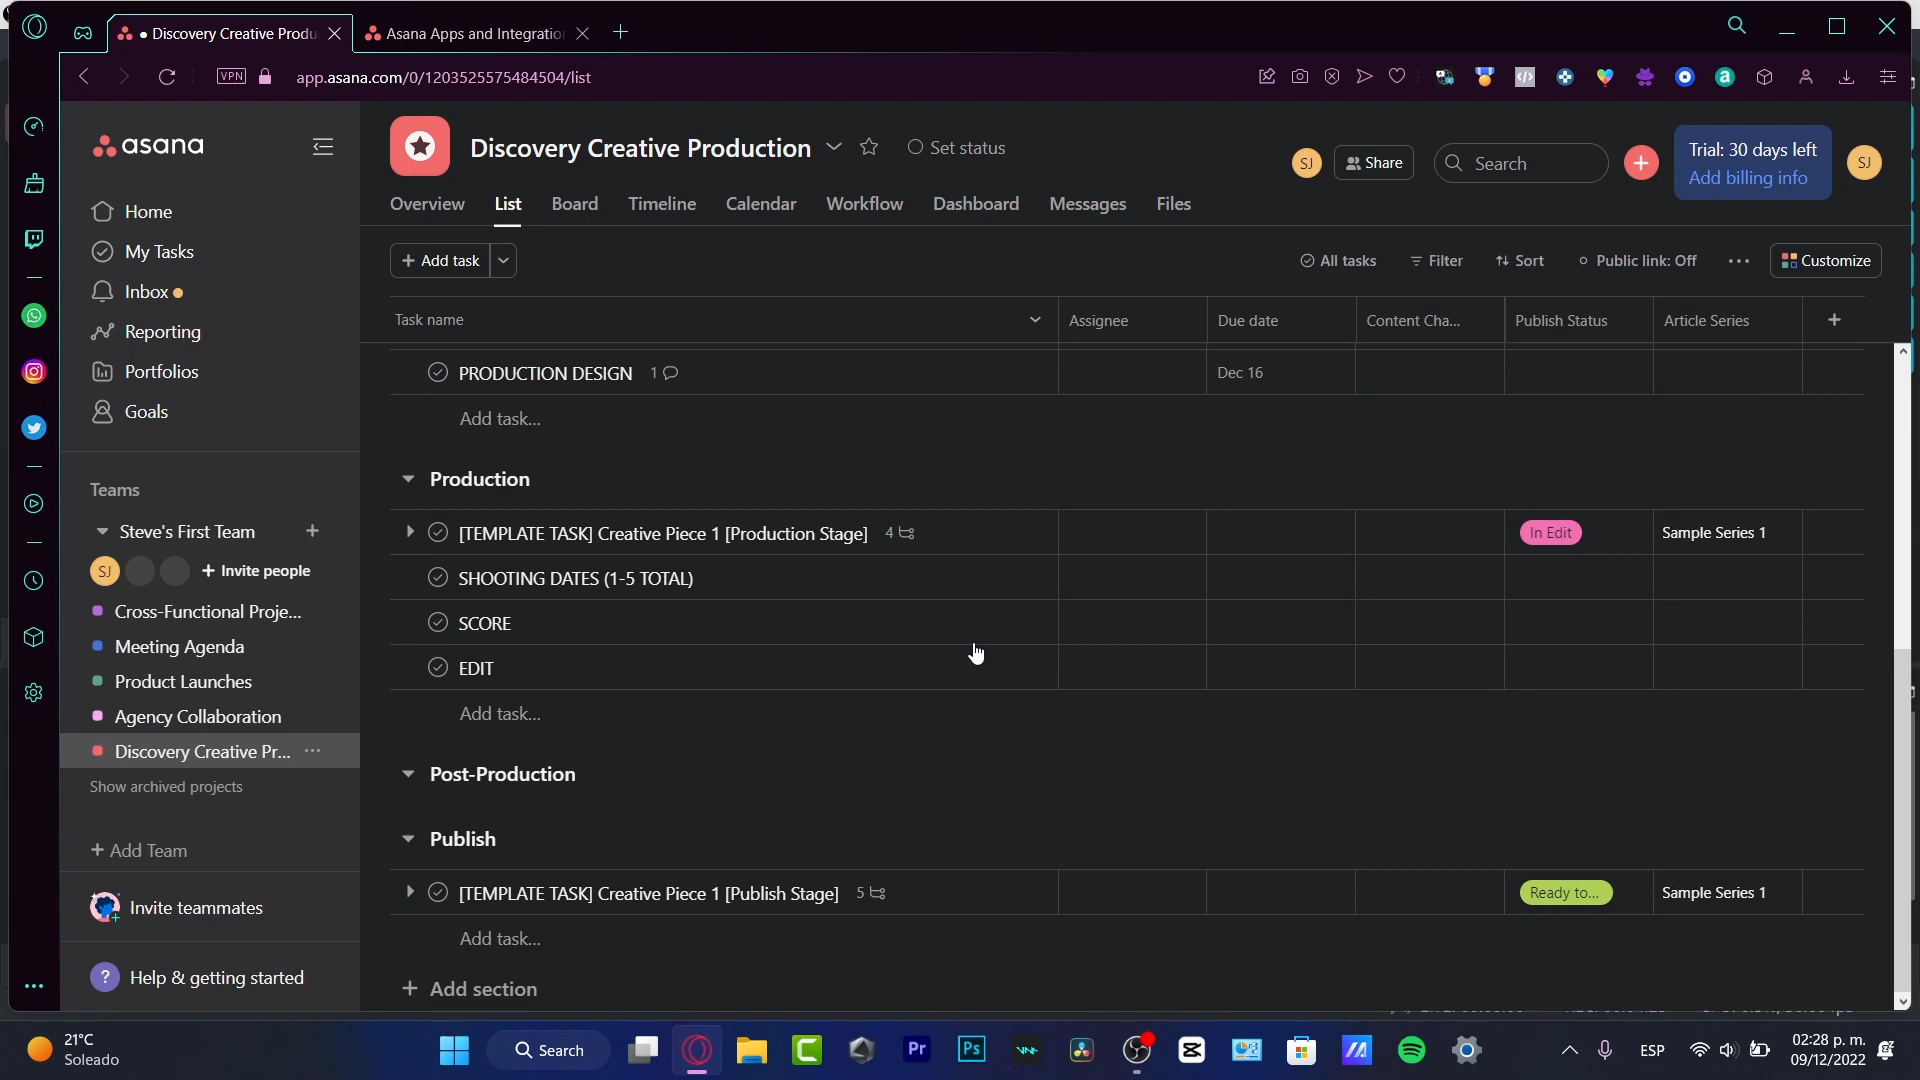 Discovery Creative Produ
Asana Apps and Integratio
VPN
app.asana.com/0/1203525575484504/list
asana
Home
My Tasks
Inbox
Reporting
Portfolios
Goals
Teams
Steve's First Team
SJ
+ Invite people
Cross-Functional Proje...
Meeting Agenda
Product Launches
Agency Collaboration
Discovery Creative Pr... ...
Show archived projects
+ Add Team
Invite teammates
? Help & getting started
Discovery Creative Production
Set status
SJ
Share
Search
Trial: 30 days left
Add billing info
SJ
Overview
List
Board
Timeline
Calendar
Workflow
Dashboard
Messages
Files
+ Add task
All tasks
Filter
Sort
Public link: Off
...
Customize
Task name
Assignee
Due date
Content Cha...
Publish Status
Article Series
+
PRODUCTION DESIGN 1
Dec 16
Add task...
Production
[TEMPLATE TASK] Creative Piece 1 [Production Stage] 4
In Edit
Sample Series 1
SHOOTING DATES (1-5 TOTAL)
SCORE
EDIT
Add task...
Post-Production
Publish
[TEMPLATE TASK] Creative Piece 1 [Publish Stage] 5
Ready to...
Sample Series 1
Add task...
+ Add section
21°C
Soleado
Search
Pr
Ps
ESP
02:28 p. m.
09/12/2022